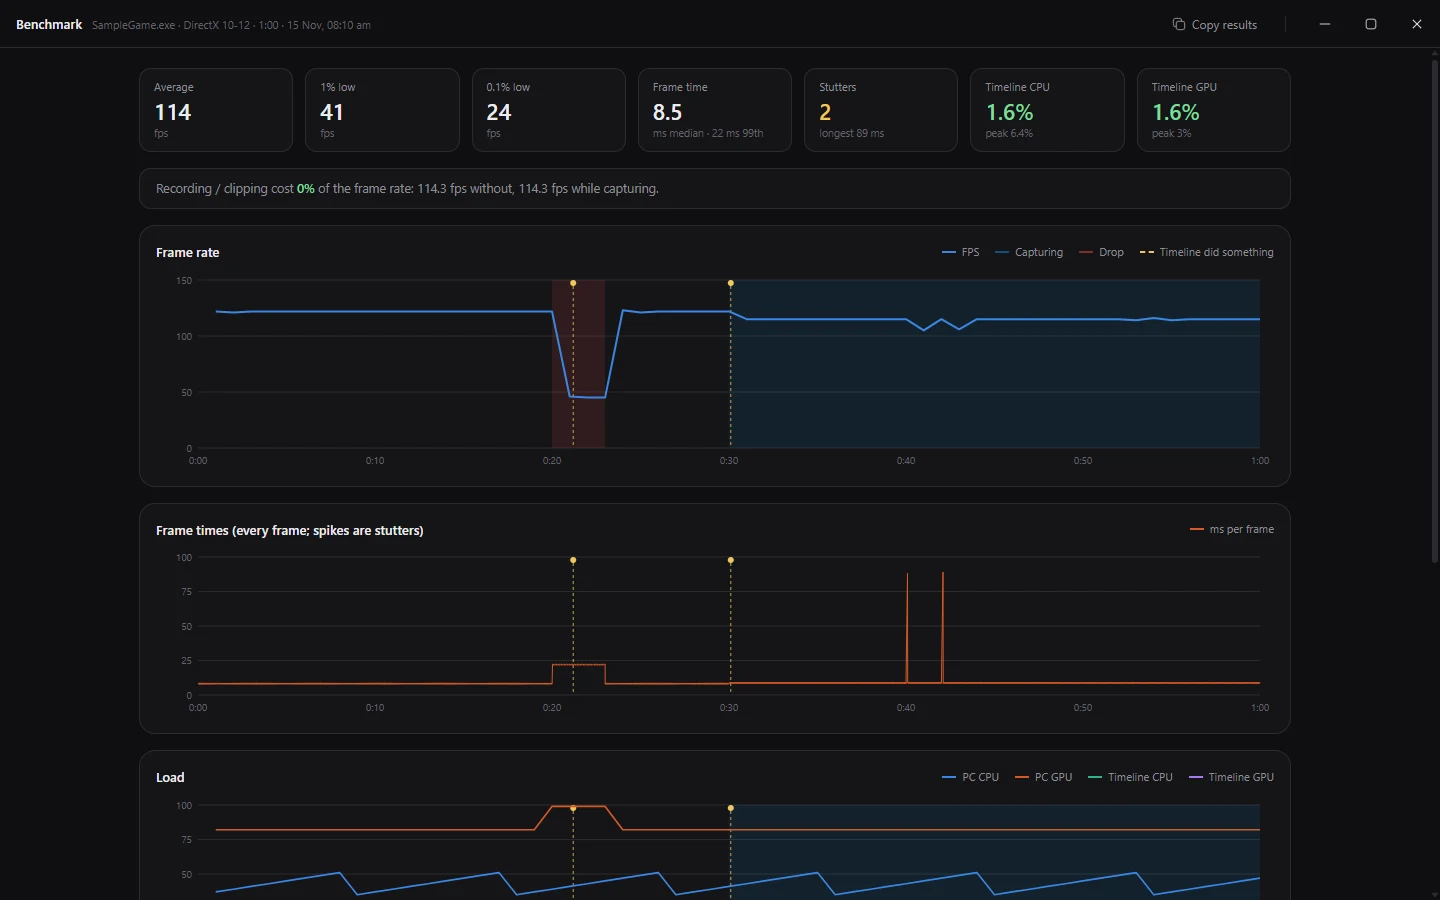 Benchmark SampleGame.exe · DirectX 10-12 · 1:00 · 15 Nov, 08:10 am
Copy results
Average
114
fps
1% low
41
fps
0.1% low
24
fps
Frame time
8.5
ms median · 22 ms 99th
Stutters
2
longest 89 ms
Timeline CPU
1.6%
peak 6.4%
Timeline GPU
1.6%
peak 3%
Recording / clipping cost 0% of the frame rate: 114.3 fps without, 114.3 fps while capturing.
Frame rate
FPS Capturing Drop Timeline did something
150
100
50
0
0:00 0:10 0:20 0:30 0:40 0:50 1:00
Frame times (every frame; spikes are stutters)
ms per frame
100
75
50
25
0
0:00 0:10 0:20 0:30 0:40 0:50 1:00
Load
PC CPU PC GPU Timeline CPU Timeline GPU
100
75
50